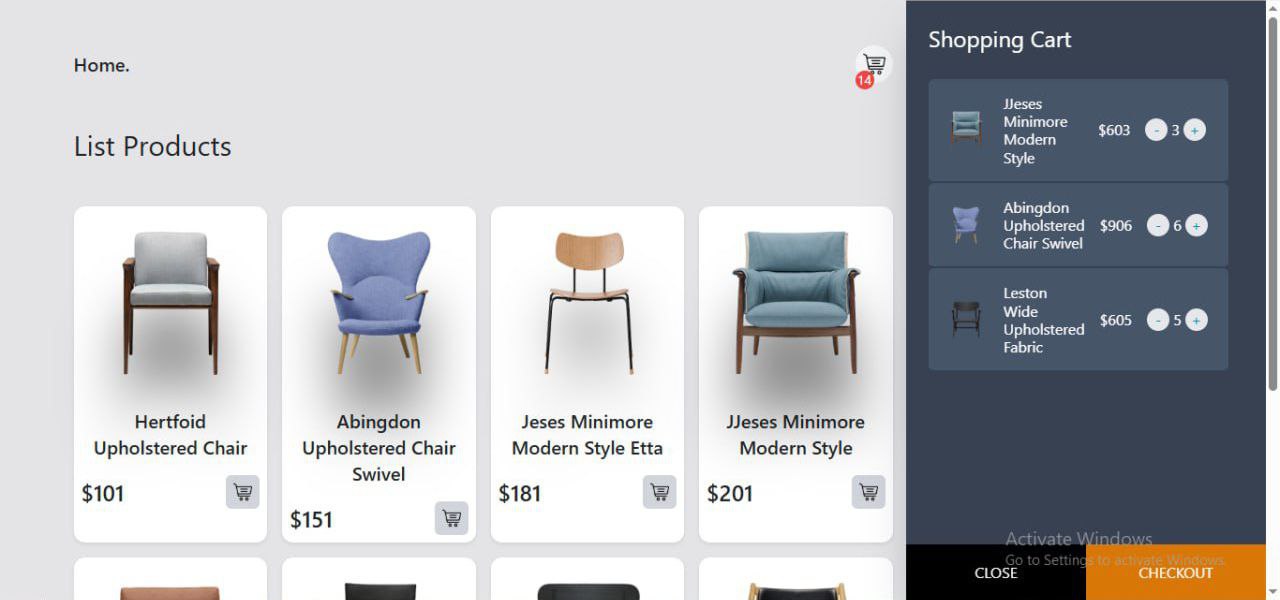 Home.
14
List Products
Hertfoid
Upholstered Chair
$101
Abingdon
Upholstered Chair
Swivel
$151
Jeses Minimore
Modern Style Etta
$181
JJeses Minimore
Modern Style
$201
Shopping Cart
JJeses
Minimore
Modern
Style
$603 - 3 +
Abingdon
Upholstered
Chair Swivel
$906 - 6 +
Leston
Wide
Upholstered
Fabric
$605 - 5 +
Activate Windows
Go to Settings to activate Windows.
CLOSE CHECKOUT